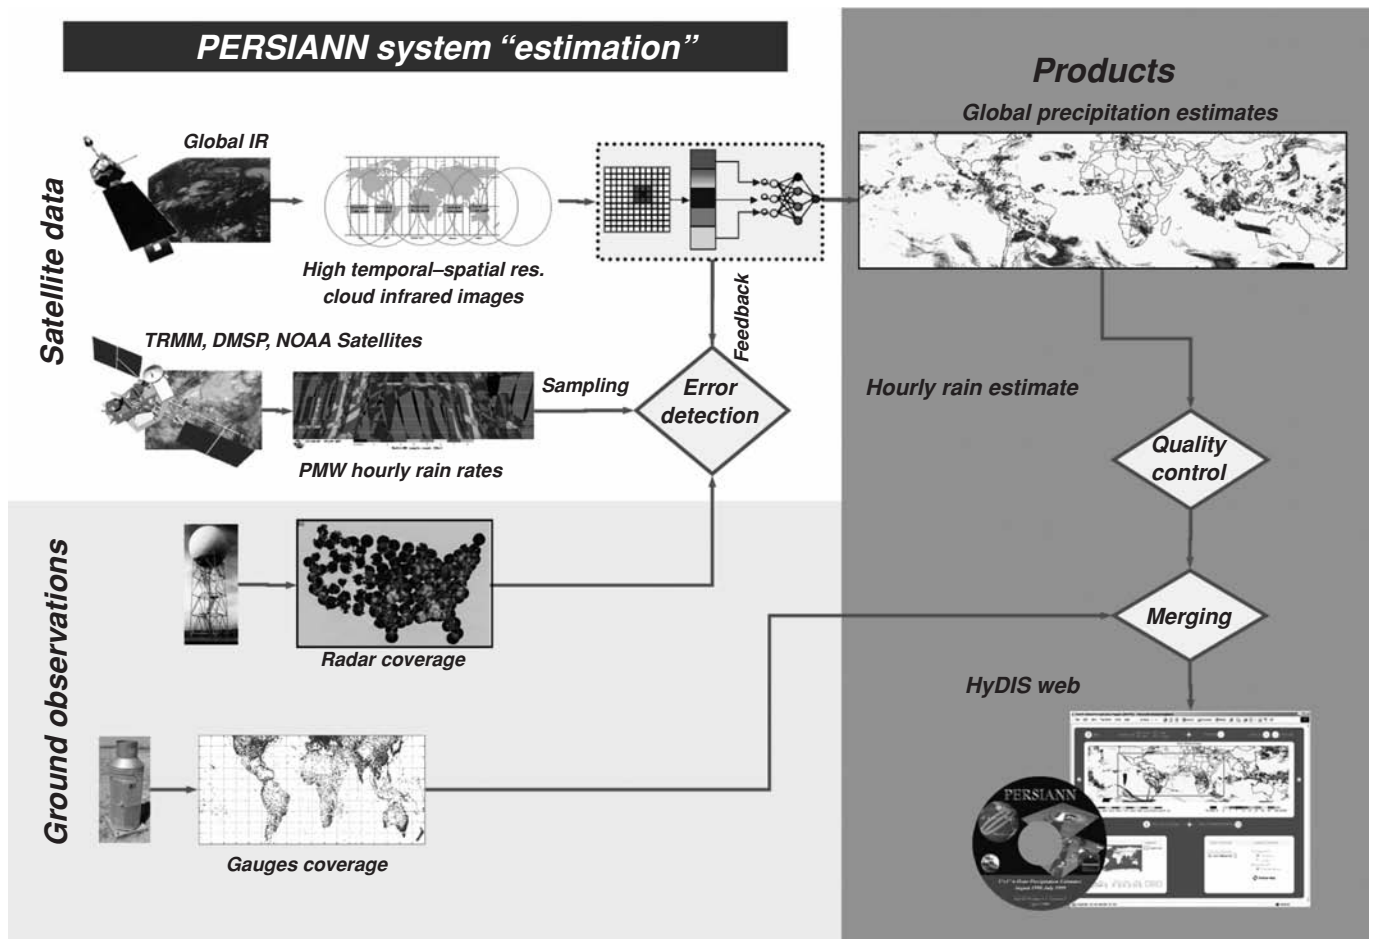 PERSIANN system “estimation”
Products
Global precipitation estimates
Satellite data
Global IR
High temporal–spatial res.
cloud infrared images
Feedback
TRMM, DMSP, NOAA Satellites
Sampling
Error
detection
PMW hourly rain rates
Hourly rain estimate
Quality
control
Ground observations
Radar coverage
Merging
HyDIS web
Gauges coverage
PERSIANN